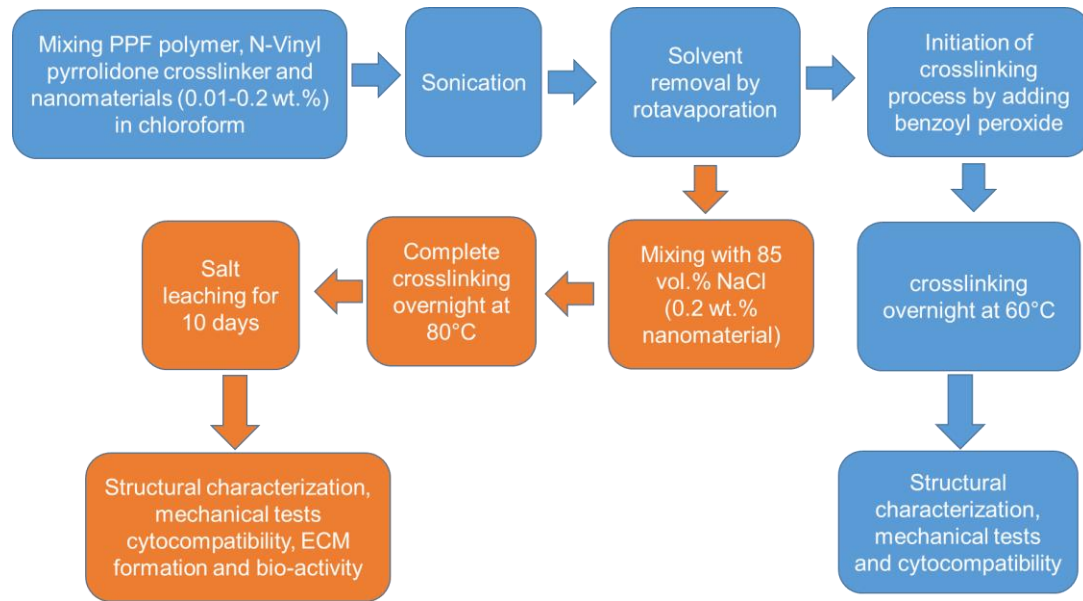 Mixing PPF polymer, N-Vinyl
pyrrolidone crosslinker and
nanomaterials (0.01-0.2 wt.%)
in chloroform
Sonication
Solvent
removal by
rotavaporation
Initiation of
crosslinking
process by adding
benzoyl peroxide
Salt
leaching for
10 days
Complete
crosslinking
overnight at
80°C
Mixing with 85
vol.% NaCl
(0.2 wt.%
nanomaterial)
crosslinking
overnight at 60°C
Structural characterization,
mechanical tests
cytocompatibility, ECM
formation and bio-activity
Structural
characterization,
mechanical tests
and cytocompatibility